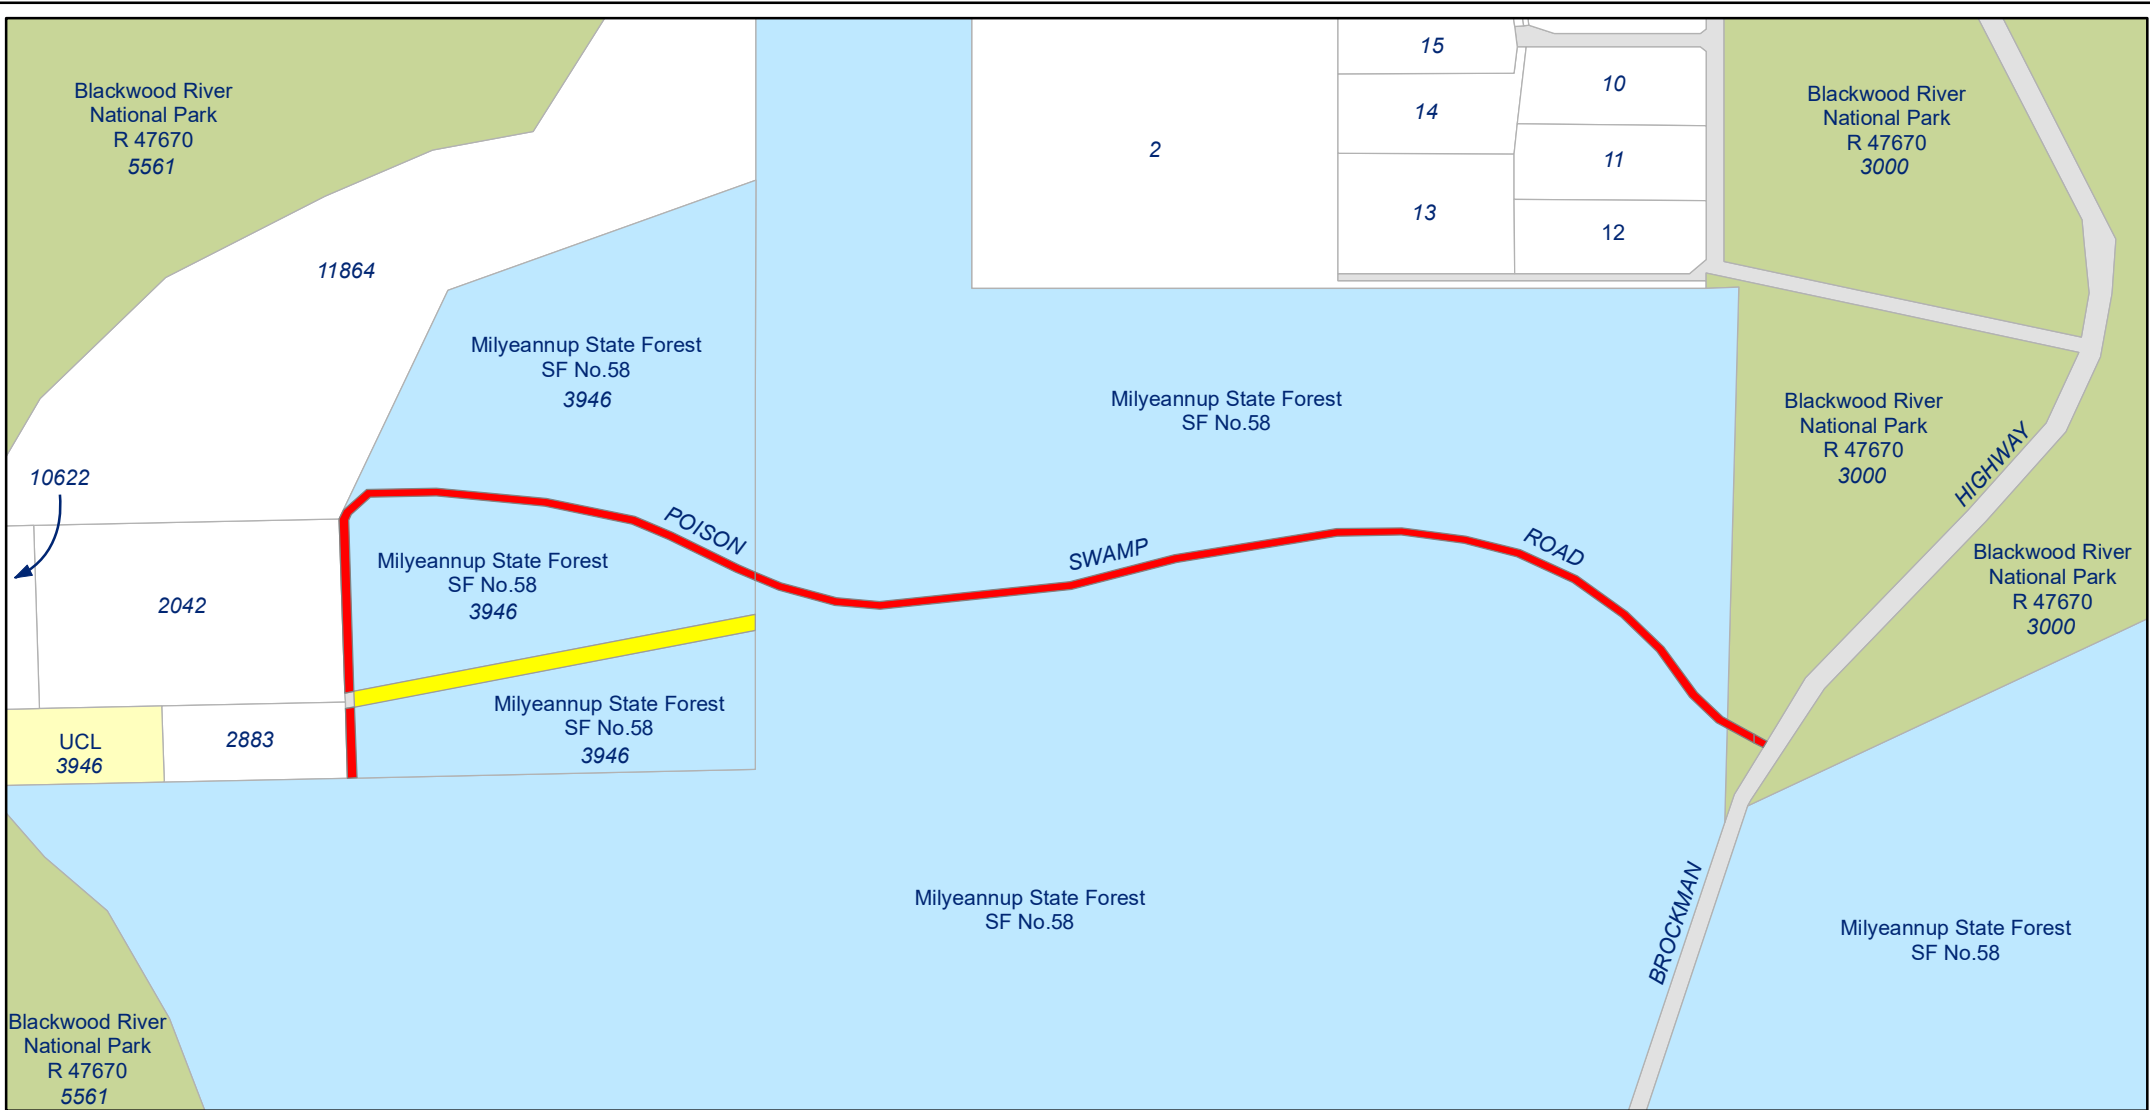 Blackwood River
National Park
R 47670
5561
15
14
13
10
11
12
2
Blackwood River
National Park
R 47670
3000
11864
Milyeannup State Forest
SF No.58
3946
Milyeannup State Forest
SF No.58
Blackwood River
National Park
R 47670
3000
HIGHWAY
10622
POISON
SWAMP
ROAD
Milyeannup State Forest
SF No.58
3946
Blackwood River
National Park
R 47670
3000
2042
Milyeannup State Forest
SF No.58
3946
UCL
3946
2883
Milyeannup State Forest
SF No.58
BROCKMAN
Milyeannup State Forest
SF No.58
Blackwood River
National Park
R 47670
5561